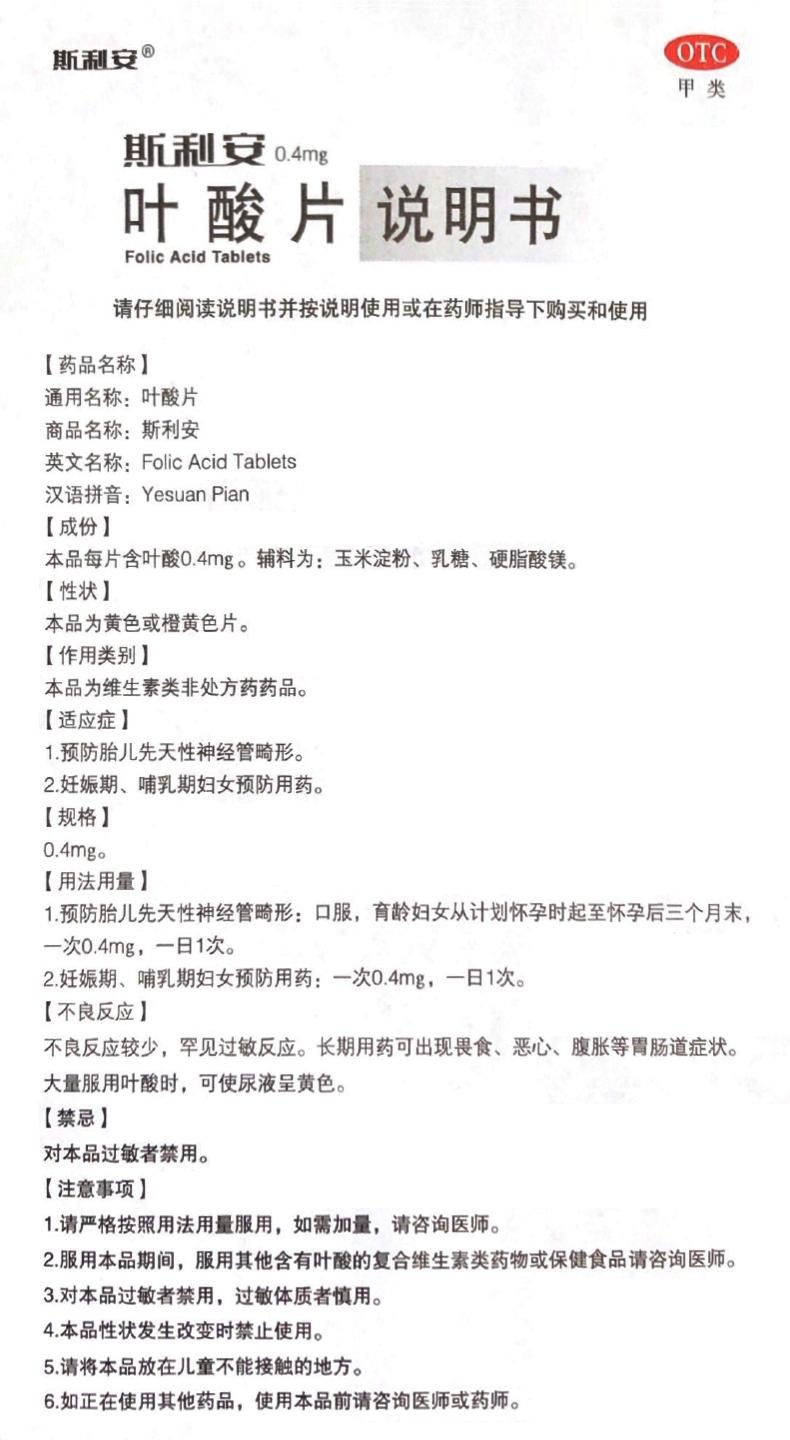 斯利安®
OTC
甲类
斯利安 0.4mg
叶酸片 说明书
Folic Acid Tablets
请仔细阅读说明书并按说明使用或在药师指导下购买和使用
【药品名称】
通用名称：叶酸片
商品名称：斯利安
英文名称：Folic Acid Tablets
汉语拼音：Yesuan Pian
【成份】
本品每片含叶酸0.4mg。辅料为：玉米淀粉、乳糖、硬脂酸镁。
【性状】
本品为黄色或橙黄色片。
【作用类别】
本品为维生素类非处方药药品。
【适应症】
1.预防胎儿先天性神经管畸形。
2.妊娠期、哺乳期妇女预防用药。
【规格】
0.4mg。
【用法用量】
1.预防胎儿先天性神经管畸形：口服，育龄妇女从计划怀孕时起至怀孕后三个月末，
一次0.4mg，一日1次。
2.妊娠期、哺乳期妇女预防用药：一次0.4mg，一日1次。
【不良反应】
不良反应较少，罕见过敏反应。长期用药可出现畏食、恶心、腹胀等胃肠道症状。
大量服用叶酸时，可使尿液呈黄色。
【禁忌】
对本品过敏者禁用。
【注意事项】
1.请严格按照用法用量服用，如需加量，请咨询医师。
2.服用本品期间，服用其他含有叶酸的复合维生素类药物或保健食品请咨询医师。
3.对本品过敏者禁用，过敏体质者慎用。
4.本品性状发生改变时禁止使用。
5.请将本品放在儿童不能接触的地方。
6.如正在使用其他药品，使用本品前请咨询医师或药师。